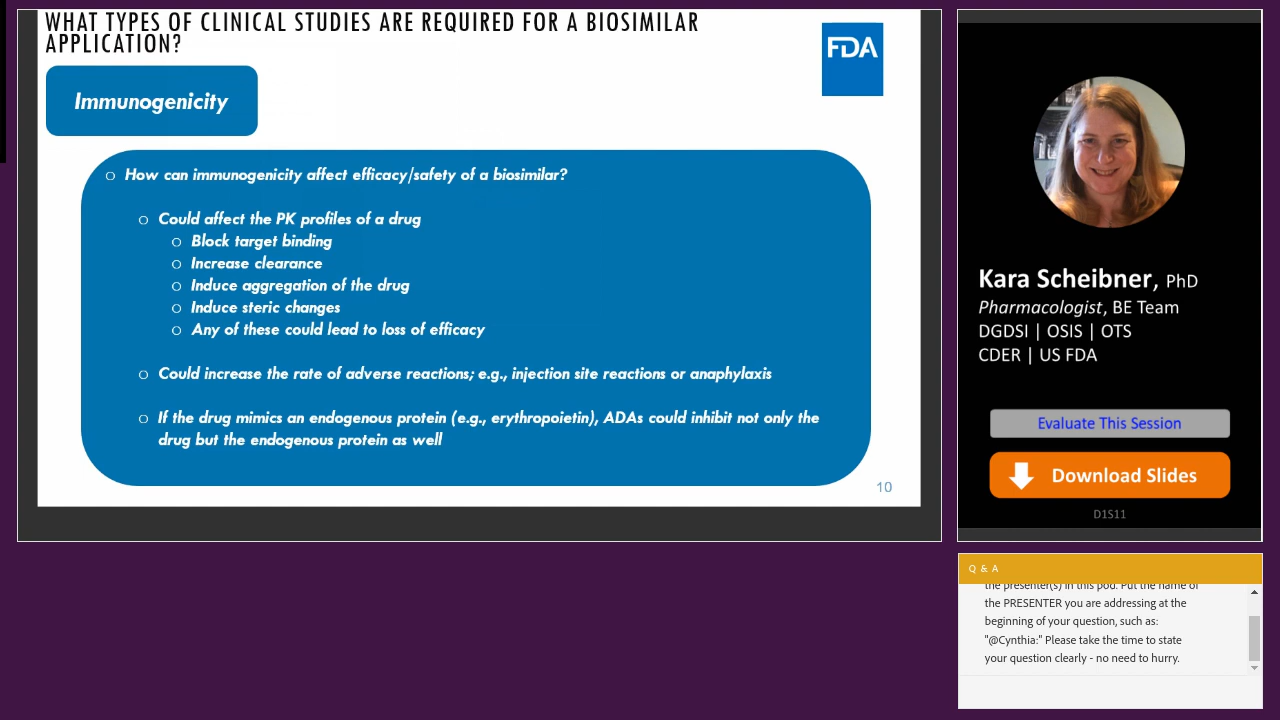 WHAT TYPES OF CLINICAL STUDIES ARE REQUIRED FOR A BIOSIMILAR
APPLICATION?
FDA
Immunogenicity
o How can immunogenicity affect efficacy/safety of a biosimilar?
o Could affect the PK profiles of a drug
o Block target binding
o Increase clearance
o Induce aggregation of the drug
o Induce steric changes
o Any of these could lead to loss of efficacy
o Could increase the rate of adverse reactions; e.g., injection site reactions or anaphylaxis
o If the drug mimics an endogenous protein (e.g., erythropoietin), ADAs could inhibit not only the
drug but the endogenous protein as well
10
Kara Scheibner, PhD
Pharmacologist, BE Team
DGDSI | OSIS | OTS
CDER | US FDA
Evaluate This Session
Download Slides
D1S11
Q & A
the presenter(s) in this pod. Put the name of
the PRESENTER you are addressing at the
beginning of your question, such as:
"@Cynthia:" Please take the time to state
your question clearly - no need to hurry.